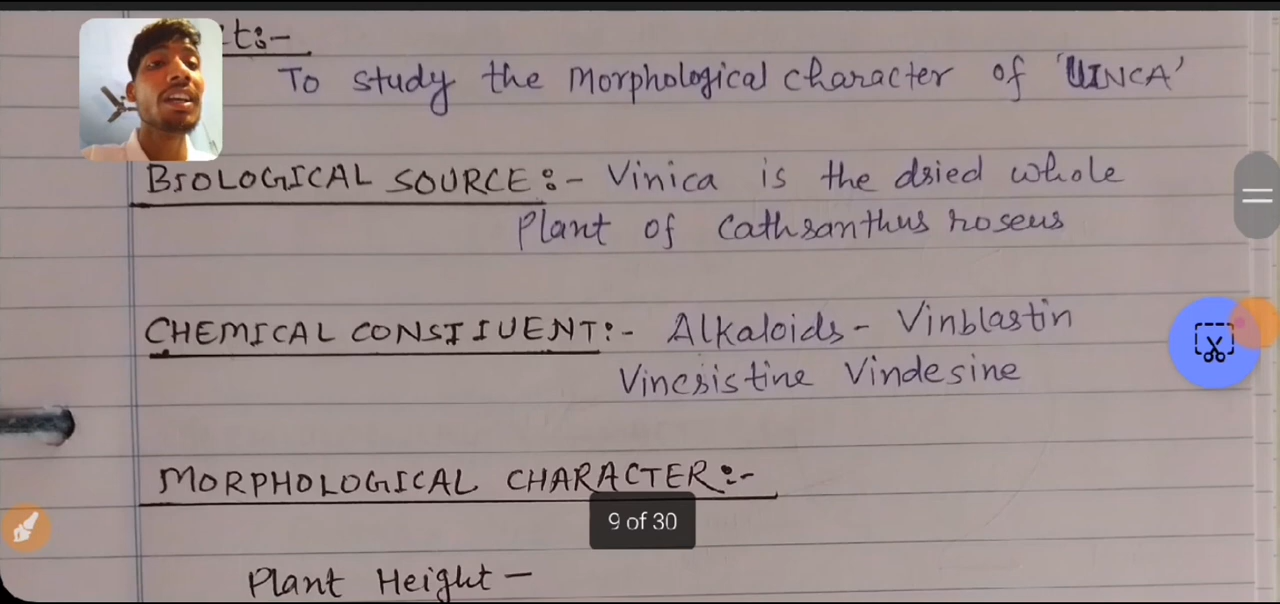 t:-
To study the Morphological character of 'VINCA'
BIOLOGICAL SOURCE:- Vinica is the dried whole
Plant of Cathranthus roseus
CHEMICAL CONSTIUENT:- Alkaloids- Vinblastin
Vincristine Vindesine
MORPHOLOGICAL CHARACTER:-
9 of 30
Plant Height -